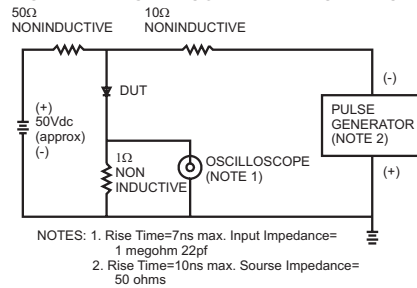 50Ω
NONINDUCTIVE
10Ω
NONINDUCTIVE
(+)
50Vdc
(approx)
(-)
DUT
1Ω
NON
INDUCTIVE
OSCILLOSCOPE
(NOTE 1)
(-)
PULSE
GENERATOR
(NOTE 2)
(+)
NOTES: 1. Rise Time=7ns max. Input Impedance=
1 megohm 22pf
2. Rise Time=10ns max. Sourse Impedance=
50 ohms